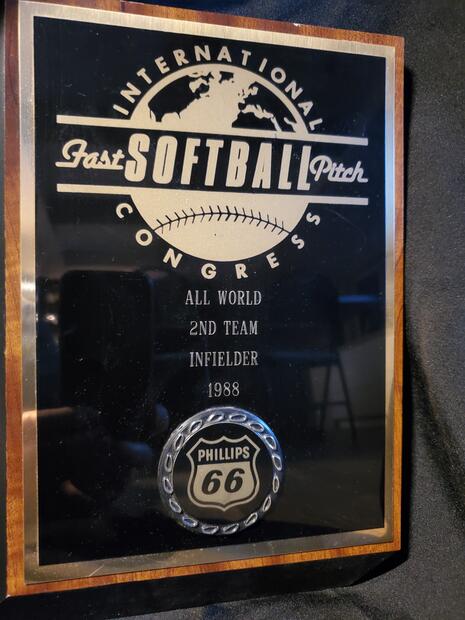 INTERNATIONAL
Fast SOFTBALL Pitch
CONGRESS
ALL WORLD
2ND TEAM
INFIELDER
1988
PHILLIPS
66